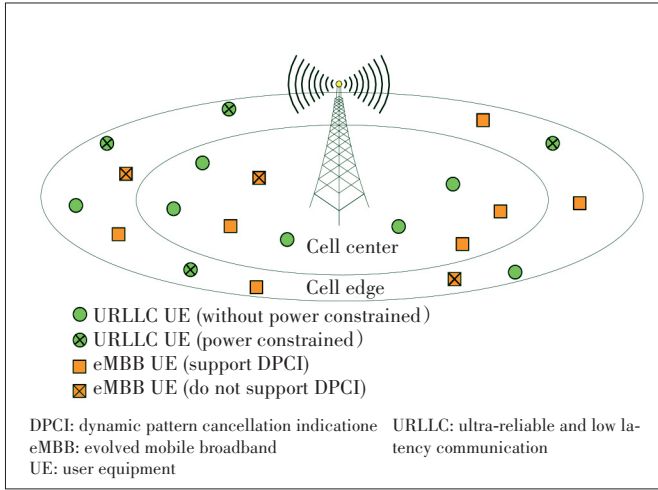 Cell center
Cell edge
URLLC UE (without power constrained)
URLLC UE (power constrained)
eMBB UE (support DPCI)
eMBB UE (do not support DPCI)
DPCI: dynamic pattern cancellation indicatione
eMBB: evolved mobile broadband
UE: user equipment
URLLC: ultra-reliable and low la-
tency communication